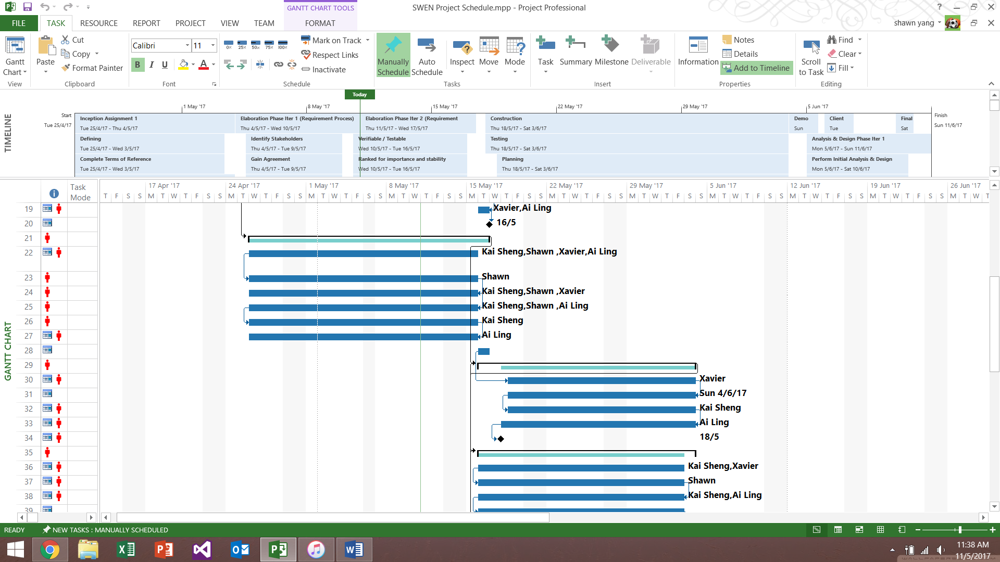 GANTT CHART TOOLS
SWEN Project Schedule.mpp - Project Professional
?
FILE TASK RESOURCE REPORT PROJECT VIEW TEAM FORMAT
shawn yang
Gantt Chart
View
Paste
Cut
Copy
Format Painter
Clipboard
Calibri 11
B I U A
Font
0% 25% 50% 75% 100%
Mark on Track
Respect Links
Inactivate
Schedule
Manually Schedule
Auto Schedule
Inspect Move Mode
Tasks
Task Summary Milestone Deliverable
Insert
Information
Notes
Details
Add to Timeline
Properties
Scroll to Task
Find
Clear
Fill
Editing
TIMELINE
Today
1 May '17 8 May '17 15 May '17 22 May '17 29 May '17 5 Jun '17
Start
Tue 25/4/17
Finish
Sun 11/6/17
Inception Assignment 1
Tue 25/4/17 - Thu 4/5/17
Elaboration Phase Iter 1 (Requirement Process)
Thu 4/5/17 - Wed 10/5/17
Elaboration Phase Iter 2 (Requirement
Thu 11/5/17 - Wed 17/5/17
Construction
Thu 18/5/17 - Sat 3/6/17
Demo
Sun
Client
Tue
Final
Sat
Defining
Tue 25/4/17 - Wed 3/5/17
Identify Stakeholders
Thu 4/5/17 - Tue 9/5/17
Verifiable / Testable
Wed 10/5/17 - Tue 16/5/17
Testing
Thu 18/5/17 - Sat 3/6/17
Analysis & Design Phase Iter 1
Mon 5/6/17 - Sun 11/6/17
Complete Terms of Reference
Tue 25/4/17 - Wed 3/5/17
Gain Agreement
Thu 4/5/17 - Tue 9/5/17
Ranked for importance and stability
Wed 10/5/17 - Tue 16/5/17
Planning
Thu 18/5/17 - Sat 3/6/17
Perform Initial Analysis & Design
Mon 5/6/17 - Sat 10/6/17
GANTT CHART
Task Mode
17 Apr '17 24 Apr '17 1 May '17 8 May '17 15 May '17 22 May '17 29 May '17 5 Jun '17 12 Jun '17 19 Jun '17 26 Jun '17
T F S S M T W T F S S M T W T F S S M T W T F S S M T W T F S S M T W T F S S M T W T F S S M T W T F S S M T W T F S S M T W T F S S M T W T F S S M T W T
19 Xavier,Ai Ling
20 16/5
21
22 Kai Sheng,Shawn ,Xavier,Ai Ling
23 Shawn
24 Kai Sheng,Shawn ,Xavier
25 Kai Sheng,Shawn ,Ai Ling
26 Kai Sheng
27 Ai Ling
28
29
30 Xavier
31 Sun 4/6/17
32 Kai Sheng
33 Ai Ling
34 18/5
35
36 Kai Sheng,Xavier
37 Shawn
38 Kai Sheng,Ai Ling
39
READY NEW TASKS : MANUALLY SCHEDULED
11:38 AM
11/5/2017